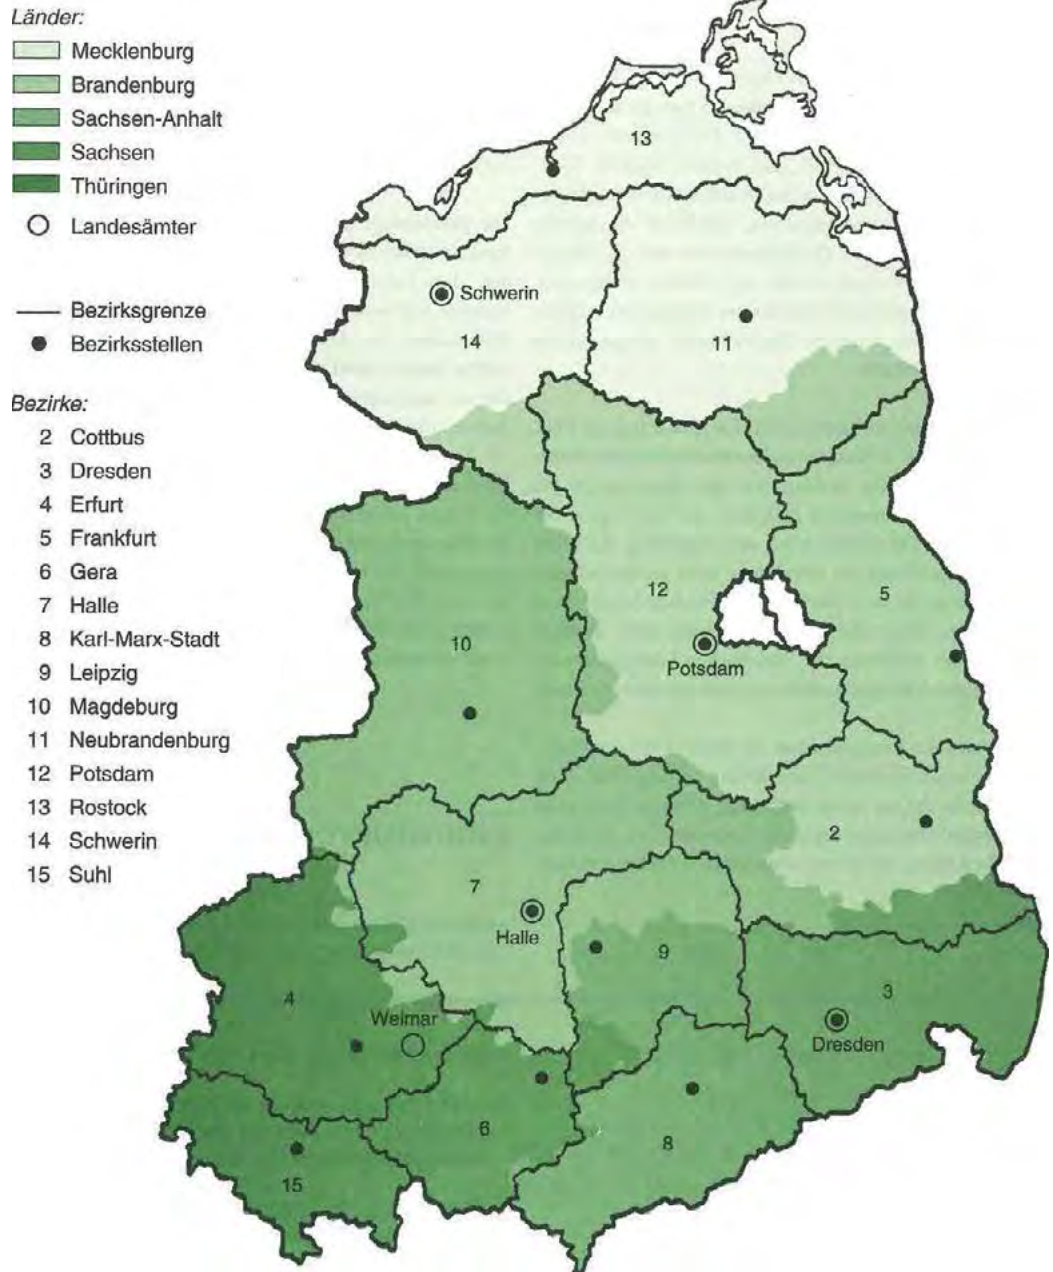 Länder:
Mecklenburg
Brandenburg
Sachsen-Anhalt
Sachsen
Thüringen
Landesämter
Bezirksgrenze
Bezirksstellen
Bezirke:
2 Cottbus
3 Dresden
4 Erfurt
5 Frankfurt
6 Gera
7 Halle
8 Karl-Marx-Stadt
9 Leipzig
10 Magdeburg
11 Neubrandenburg
12 Potsdam
13 Rostock
14 Schwerin
15 Suhl
13
Schwerin
14
11
12
5
10
Potsdam
2
7
Halle
9
4
3
Weimar
Dresden
6
8
15